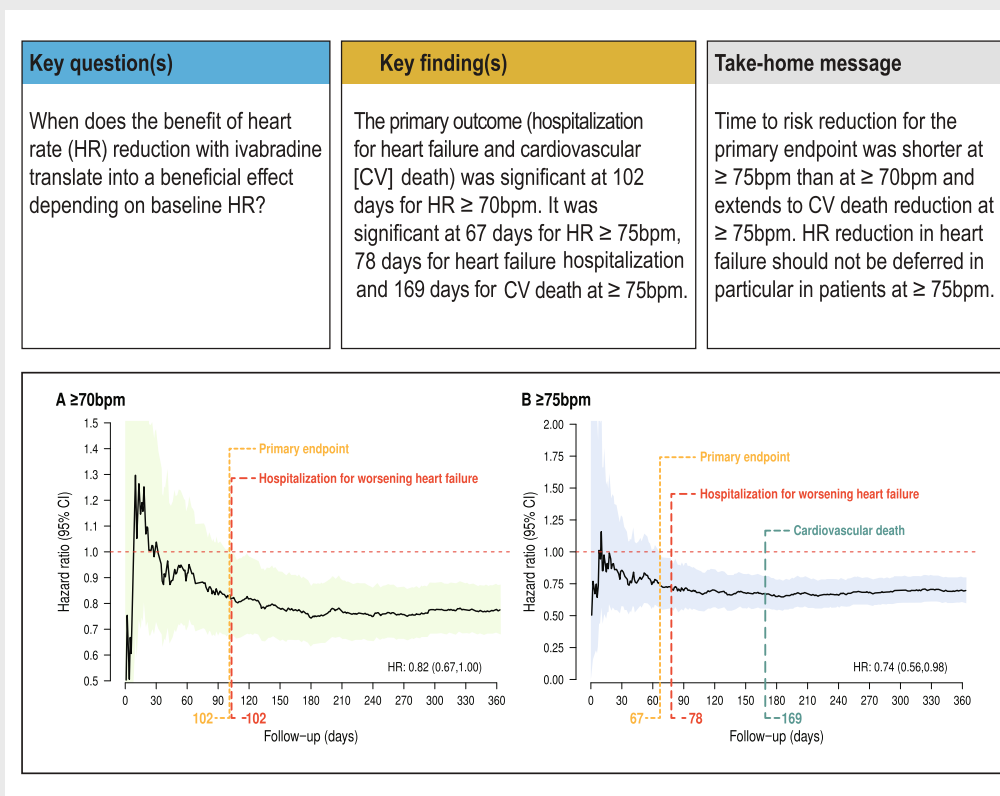 Key question(s)
When does the benefit of heart
rate (HR) reduction with ivabradine
translate into a beneficial effect
depending on baseline HR?
Key finding(s)
The primary outcome (hospitalization
for heart failure and cardiovascular
[CV] death) was significant at 102
days for HR ≥ 70bpm. It was
significant at 67 days for HR ≥ 75bpm,
78 days for heart failure hospitalization
and 169 days for CV death at ≥ 75bpm.
Take-home message
Time to risk reduction for the
primary endpoint was shorter at
≥ 75bpm than at ≥ 70bpm and
extends to CV death reduction at
≥ 75bpm. HR reduction in heart
failure should not be deferred in
particular in patients at ≥ 75bpm.
A ≥70bpm
1.5
1.4
1.3
1.2
1.1
1.0
0.9
0.8
0.7
0.6
0.5
Hazard ratio (95% CI)
Primary endpoint
Hospitalization for worsening heart failure
HR: 0.82 (0.67,1.00)
0 30 60 90 120 150 180 210 240 270 300 330 360
102 102
Follow−up (days)
B ≥75bpm
2.00
1.75
1.50
1.25
1.00
0.75
0.50
0.25
0.00
Hazard ratio (95% CI)
Primary endpoint
Hospitalization for worsening heart failure
Cardiovascular death
HR: 0.74 (0.56,0.98)
0 30 60 90 120 150 180 210 240 270 300 330 360
67 78 169
Follow−up (days)